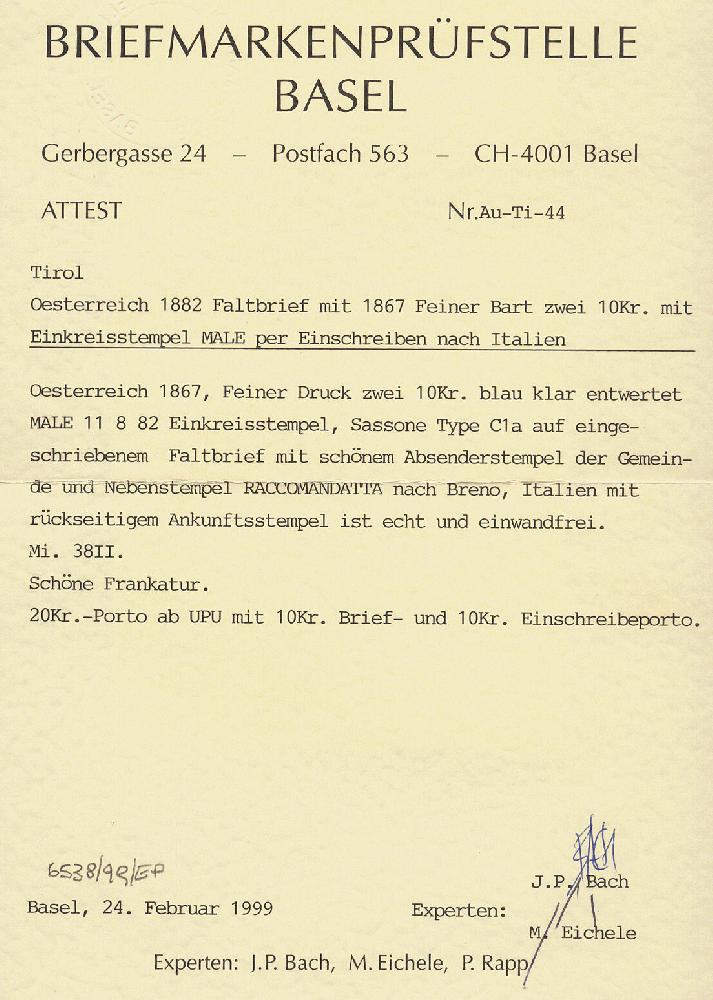 BRIEFMARKENPRÜFSTELLE
BASEL
Gerbergasse 24 – Postfach 563 – CH-4001 Basel
ATTEST Nr.Au-Ti-44
Tirol
Oesterreich 1882 Faltbrief mit 1867 Feiner Bart zwei 10Kr. mit
Einkreisstempel MALE per Einschreiben nach Italien
Oesterreich 1867, Feiner Druck zwei 10Kr. blau klar entwertet
MALE 11 8 82 Einkreisstempel, Sassone Type C1a auf einge-
schriebenem Faltbrief mit schönem Absenderstempel der Gemein-
de und Nebenstempel RACCOMANDATTA nach Breno, Italien mit
rückseitigem Ankunftsstempel ist echt und einwandfrei.
Mi. 38II.
Schöne Frankatur.
20Kr.-Porto ab UPU mit 10Kr. Brief- und 10Kr. Einschreibeporto.
J.P. Bach
Basel, 24. Februar 1999 Experten:
M. Eichele
Experten: J.P. Bach, M. Eichele, P. Rapp